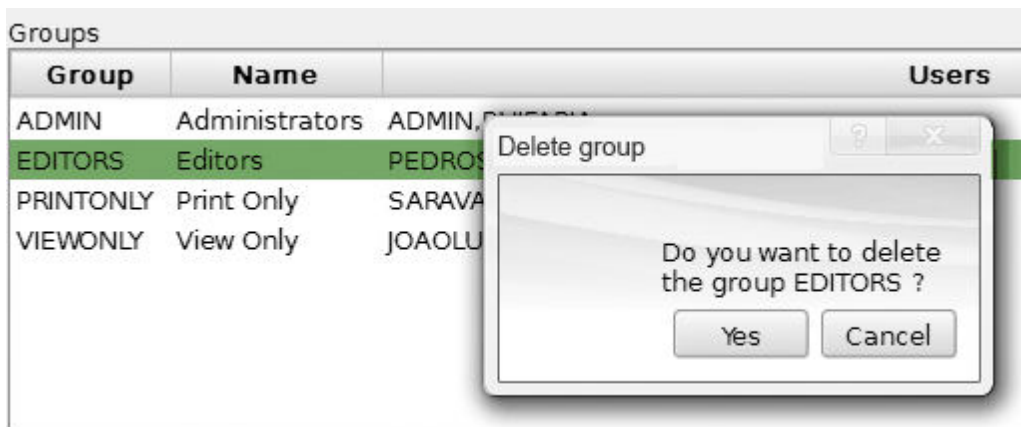 Groups
Group Name Users
ADMIN Administrators ADMIN,
EDITORS Editors
PRINTONLY Print Only
VIEWONLY View Only
Delete group
?
Do you want to delete
the group EDITORS ?
Yes Cancel